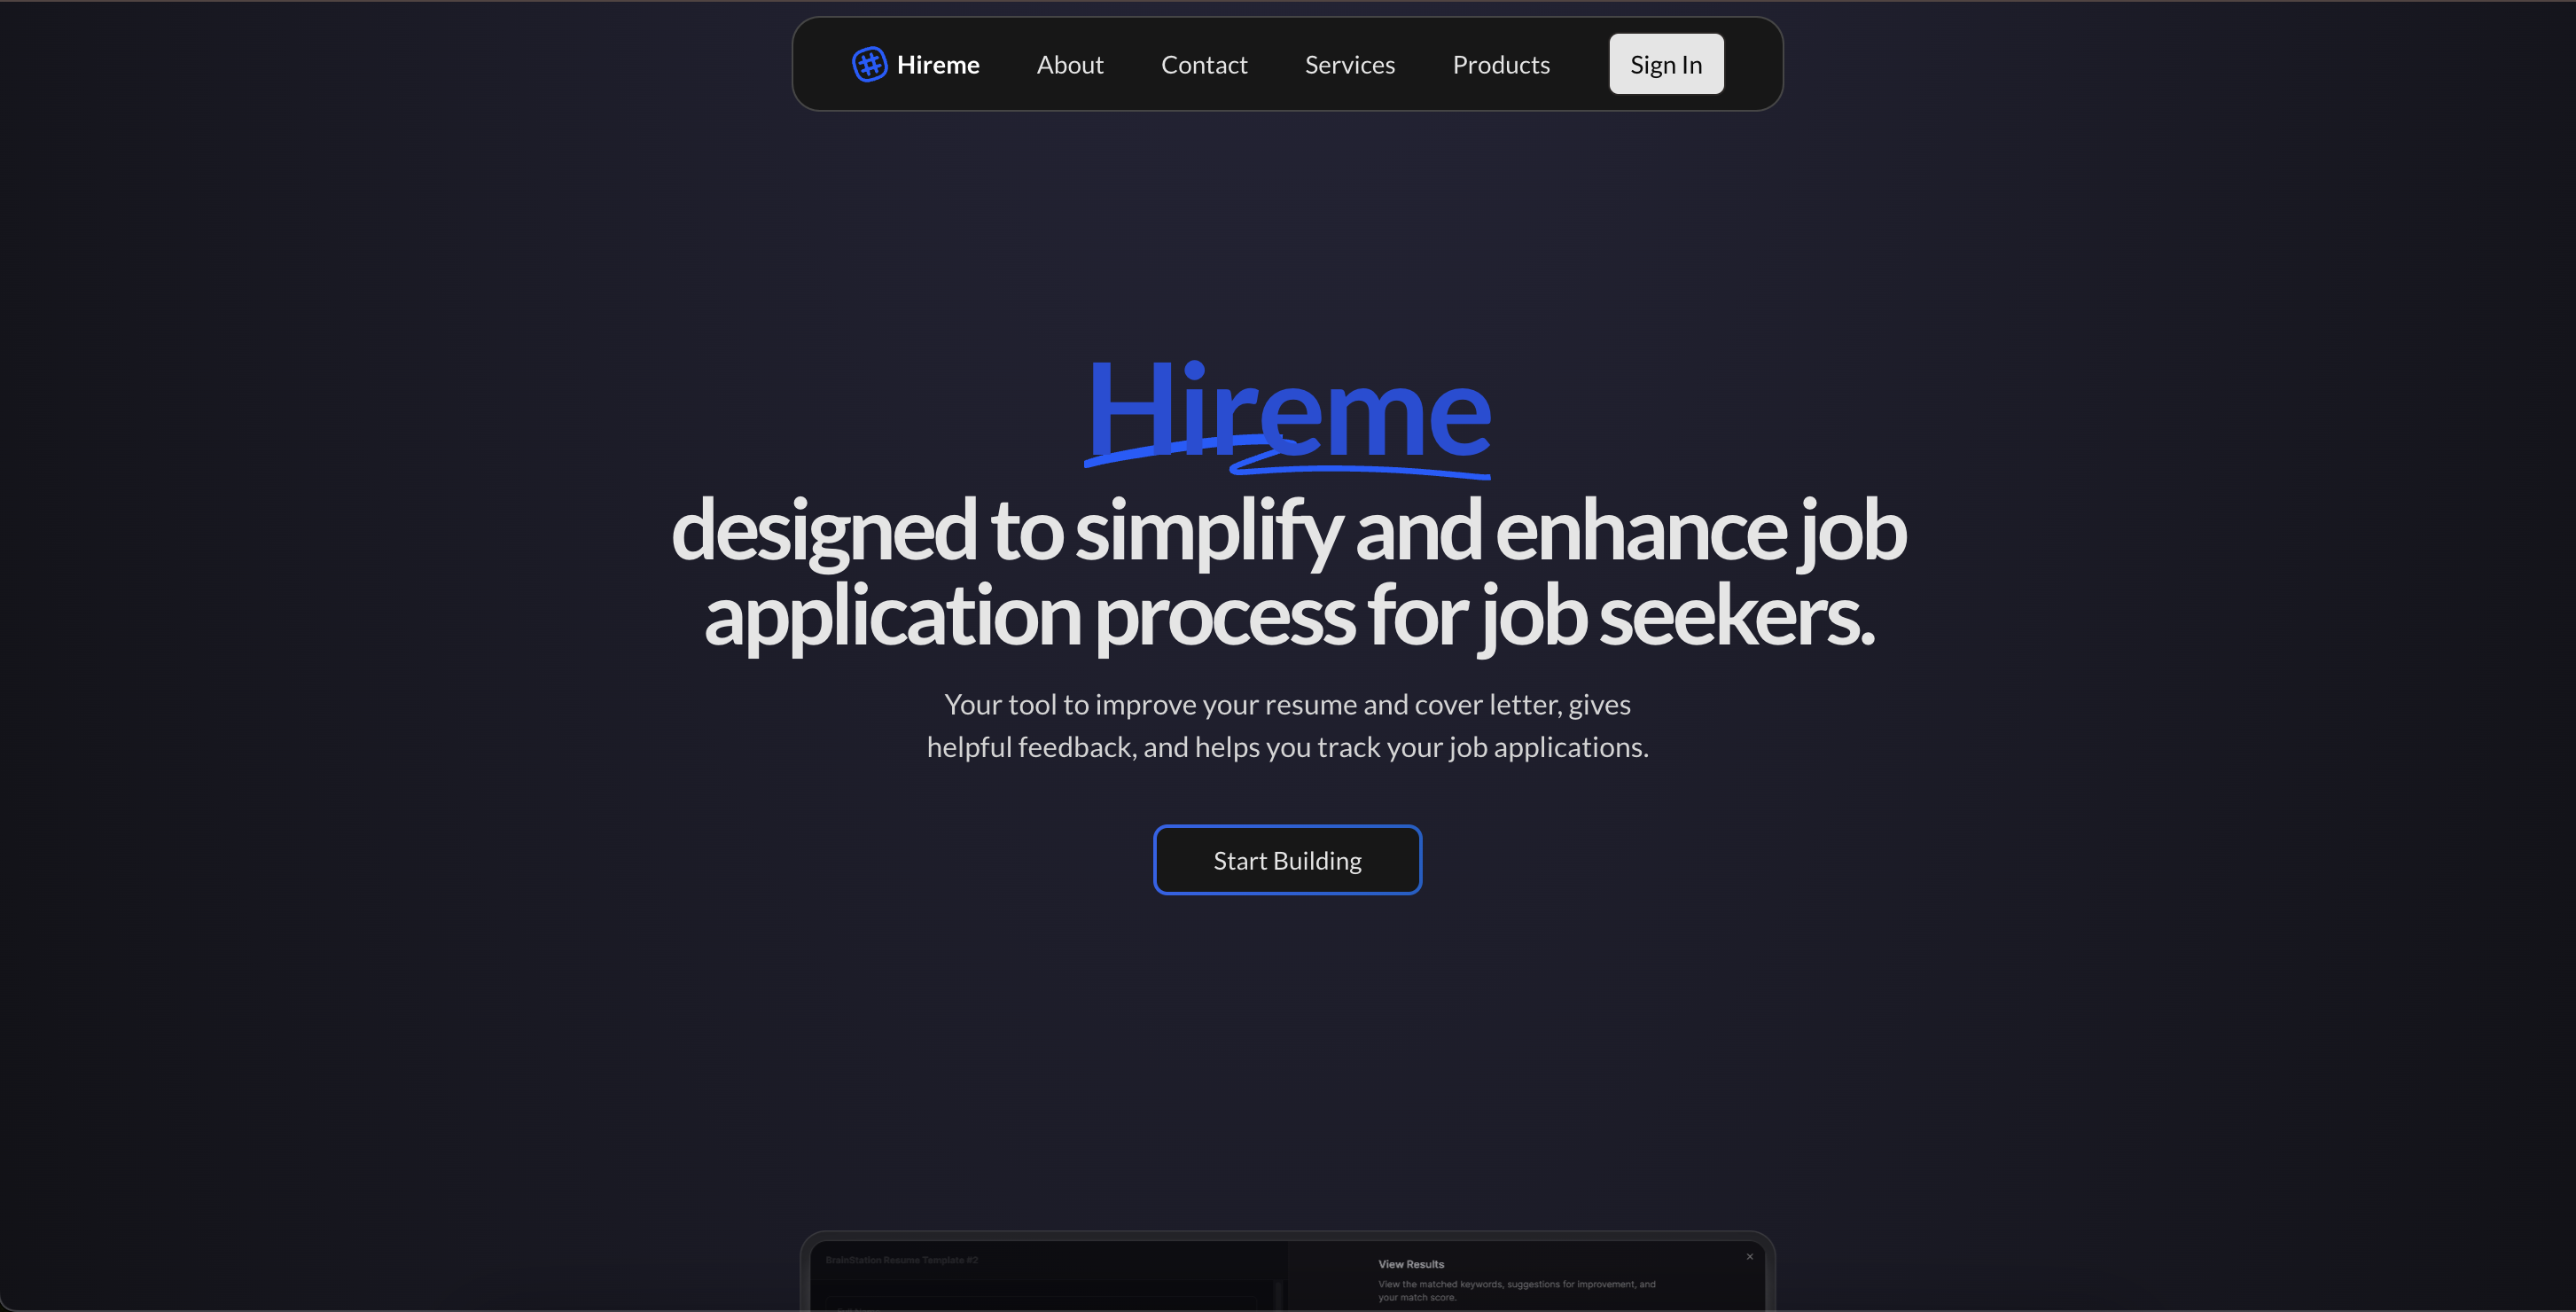 Hireme About Contact Services Products Sign In
Hireme
designed to simplify and enhance job
application process for job seekers.
Your tool to improve your resume and cover letter, gives
helpful feedback, and helps you track your job applications.
Start Building
BrainStation Resume Template #2
View Results
View the matched keywords, suggestions for improvement, and
your match score.